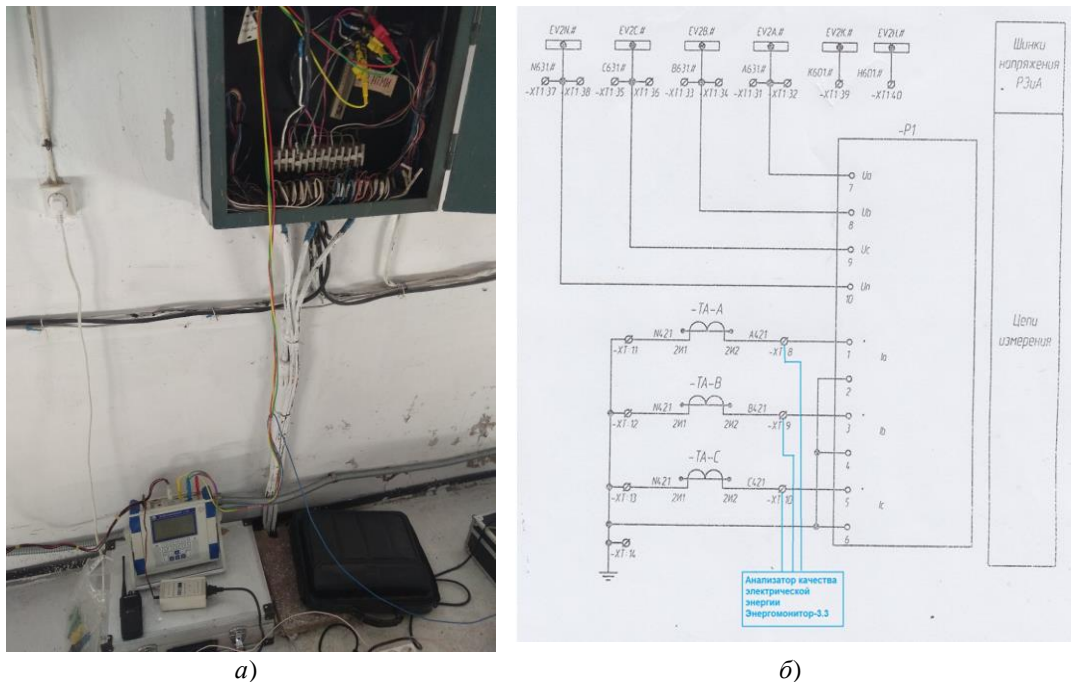 EV2N.# EV2C.# EV2B.# EV2A.# EV2K.# EV2H.#
Шинки
напряжения
РЗиА
N631.# C631.# B631.# A631.# K601.# H601.#
-XT1:37 -XT1:38 -XT1:35 -XT1:36 -XT1:33 -XT1:34 -XT1:31 -XT1:32 -XT1:39 -XT1:40
-P1
Ua
7
Ub
8
Uc
9
Un
10
Цепи
измерения
-TA-A
N421 A421
-XT:11 2И1 2И2 -XT:8 1 Ia
2
-TA-B
N421 B421
-XT:12 2И1 2И2 -XT:9 3 Ib
4
-TA-C
N421 C421
-XT:13 2И1 2И2 -XT:10 5 Ic
6
-XT:14
Анализатор качества
электрической
энергии
Энергомонитор-3.3
а) б)